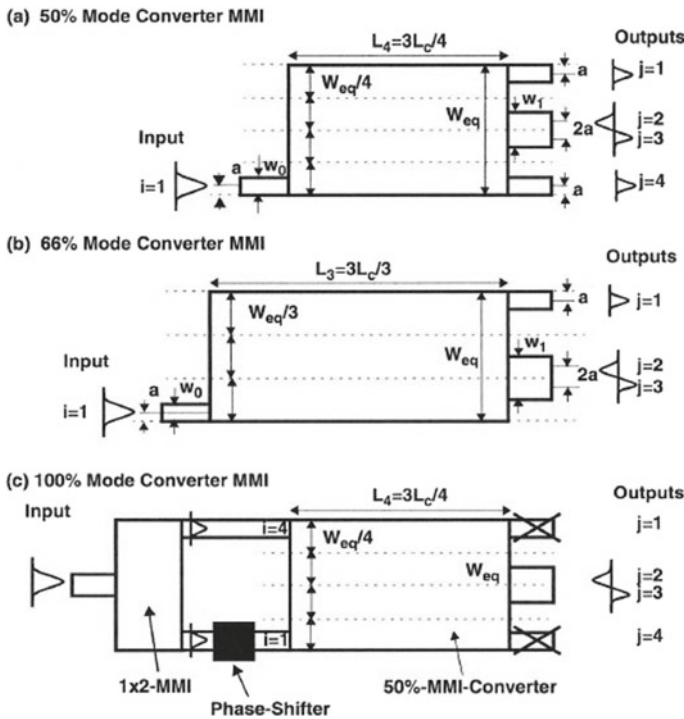 (a) 50% Mode Converter MMI
L4=3Lc/4
Outputs
a
j=1
Weq/4
w1
Weq
2a
j=2
j=3
Input
a
w0
i=1
a
j=4
(b) 66% Mode Converter MMI
L3=3Lc/3
Outputs
a
j=1
Weq/3
w1
Weq
2a
j=2
j=3
Input
a
w0
i=1
(c) 100% Mode Converter MMI
L4=3Lc/4
Input
Outputs
i=4
j=1
Weq/4
Weq
j=2
j=3
i=1
j=4
1x2-MMI
50%-MMI-Converter
Phase-Shifter